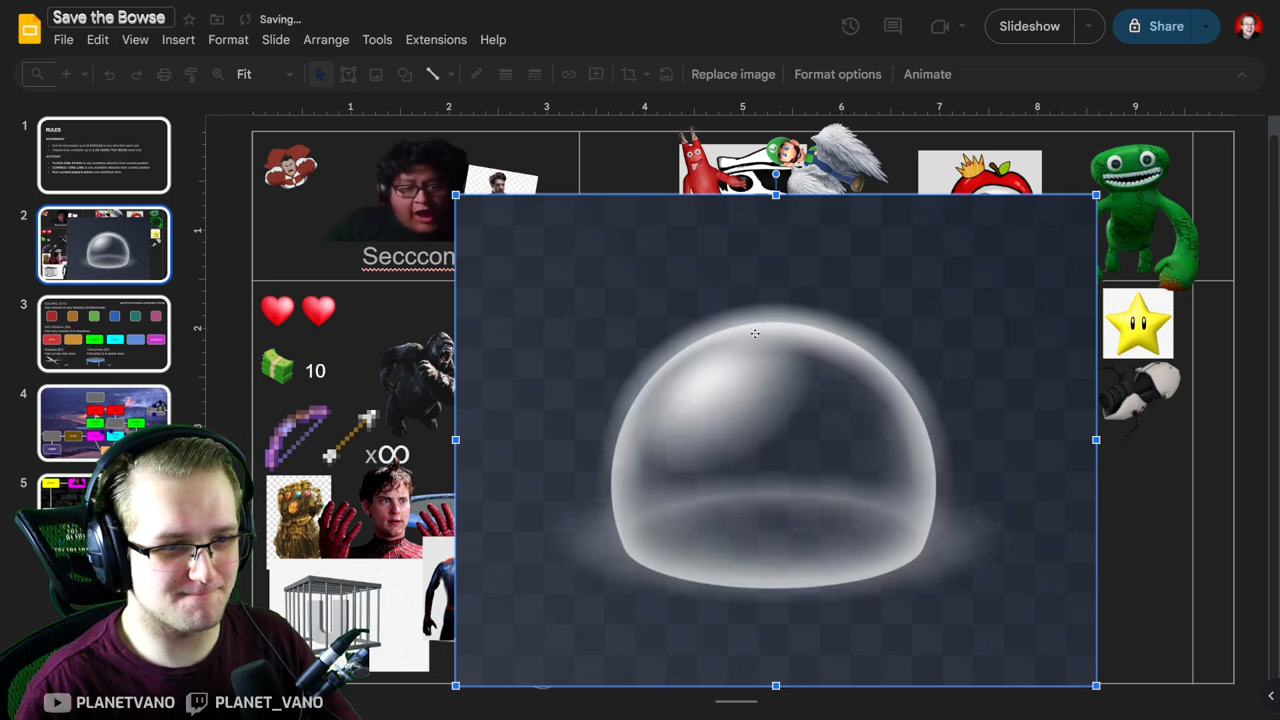 Save the Bowse
Saving...
File Edit View Insert Format Slide Arrange Tools Extensions Help
Slideshow
Share
Fit
Replace image
Format options
Animate
1 2 3 4 5 6 7 8 9
1
RULES
2
3
4
5
1
2
Secccon
10
x∞
PLANETVANO PLANET_VANO